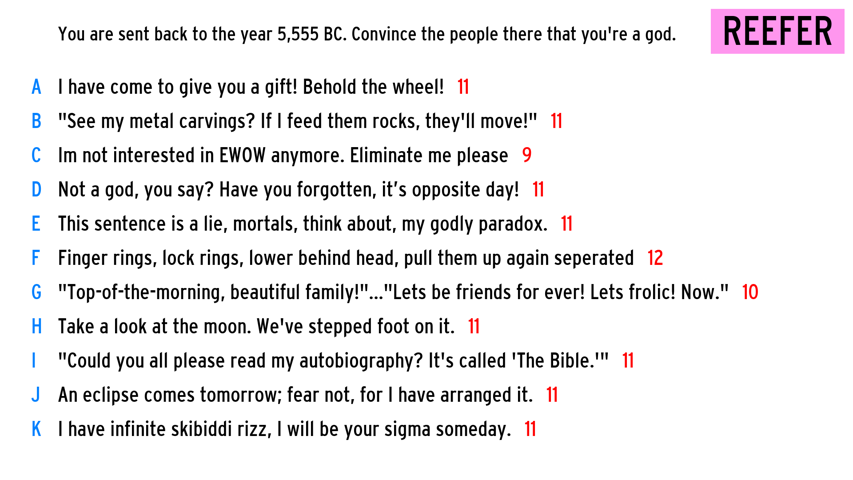 You are sent back to the year 5,555 BC. Convince the people there that you're a god.
REEFER
A I have come to give you a gift! Behold the wheel! 11
B "See my metal carvings? If I feed them rocks, they'll move!" 11
C Im not interested in EWOW anymore. Eliminate me please 9
D Not a god, you say? Have you forgotten, it’s opposite day! 11
E This sentence is a lie, mortals, think about, my godly paradox. 11
F Finger rings, lock rings, lower behind head, pull them up again seperated 12
G "Top-of-the-morning, beautiful family!"..."Lets be friends for ever! Lets frolic! Now." 10
H Take a look at the moon. We've stepped foot on it. 11
I "Could you all please read my autobiography? It's called 'The Bible.'" 11
J An eclipse comes tomorrow; fear not, for I have arranged it. 11
K I have infinite skibiddi rizz, I will be your sigma someday. 11